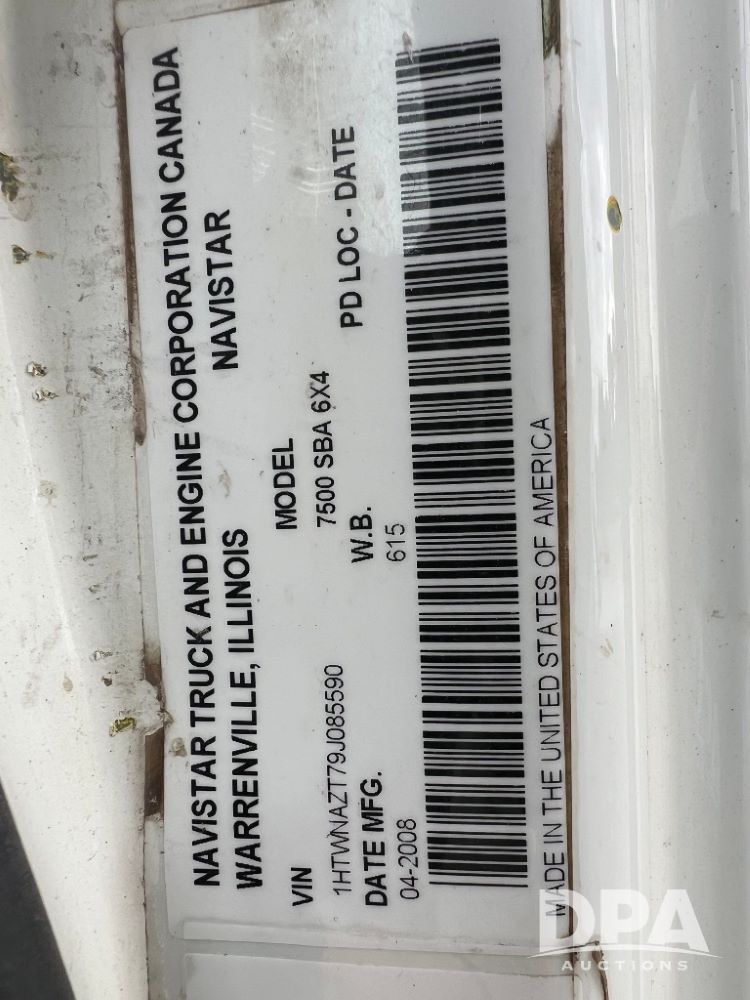 NAVISTAR TRUCK AND ENGINE CORPORATION CANADA
WARRENVILLE, ILLINOIS NAVISTAR
VIN MODEL
1HTWNAZT79J085590 7500 SBA 6X4
DATE MFG. W.B. PD LOC - DATE
04-2008 615
MADE IN THE UNITED STATES OF AMERICA
DPA
AUCTIONS